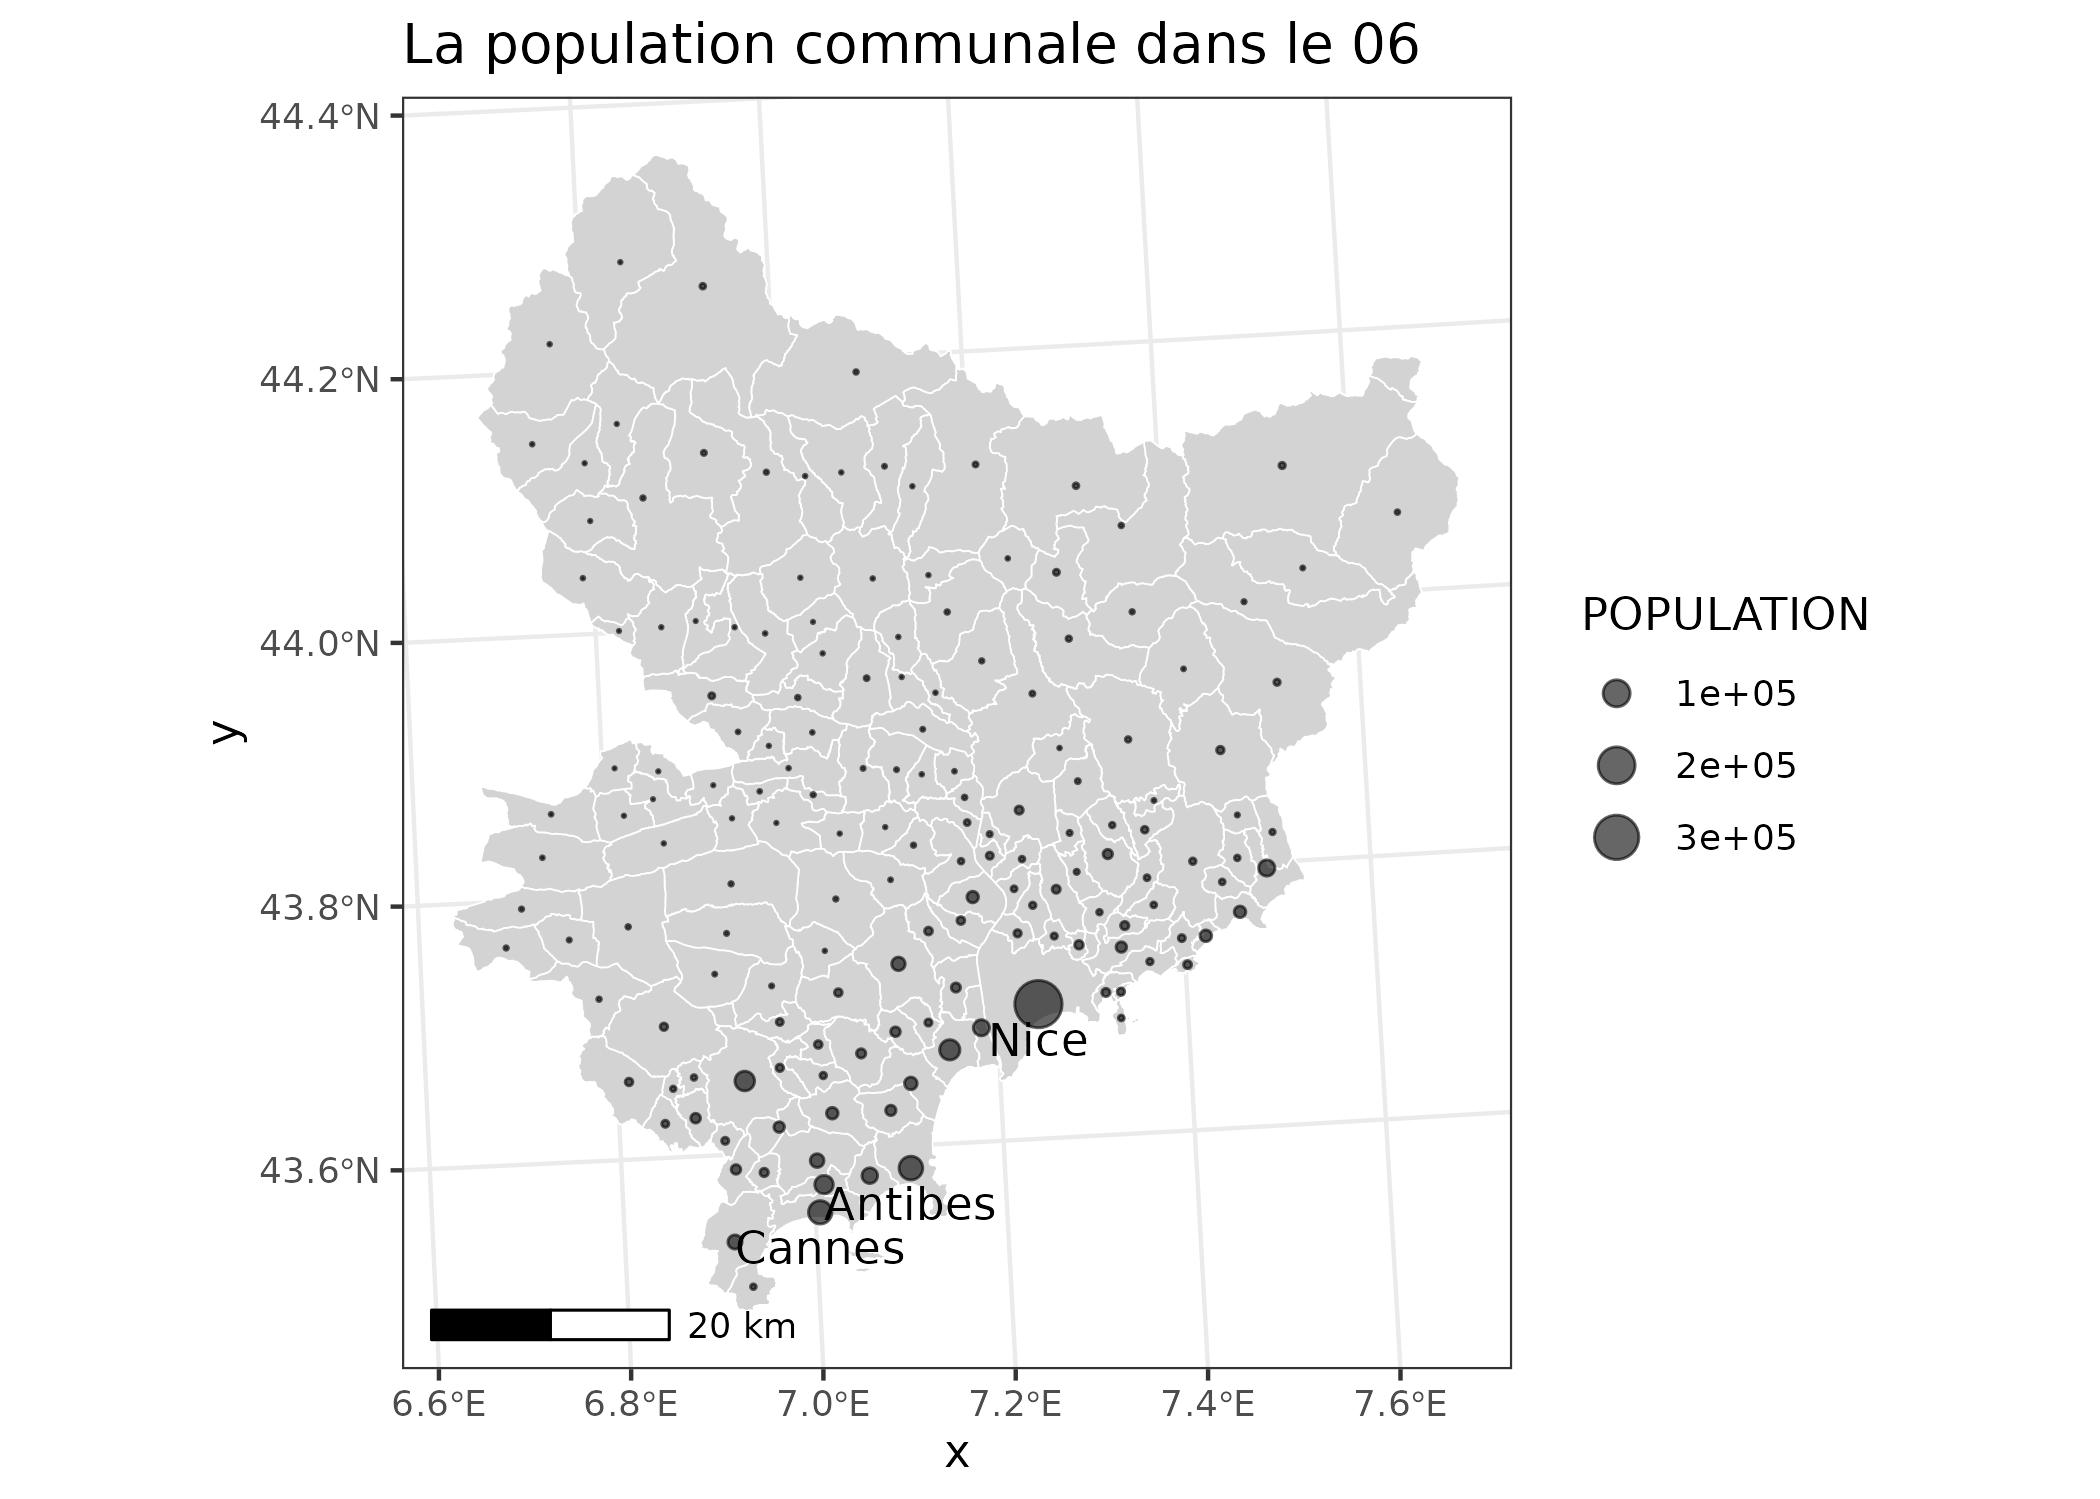 La population communale dans le 06
44.4°N
44.2°N
44.0°N
43.8°N
43.6°N
y
Nice
Antibes
Cannes
20 km
6.6°E 6.8°E 7.0°E 7.2°E 7.4°E 7.6°E
x
POPULATION
1e+05
2e+05
3e+05